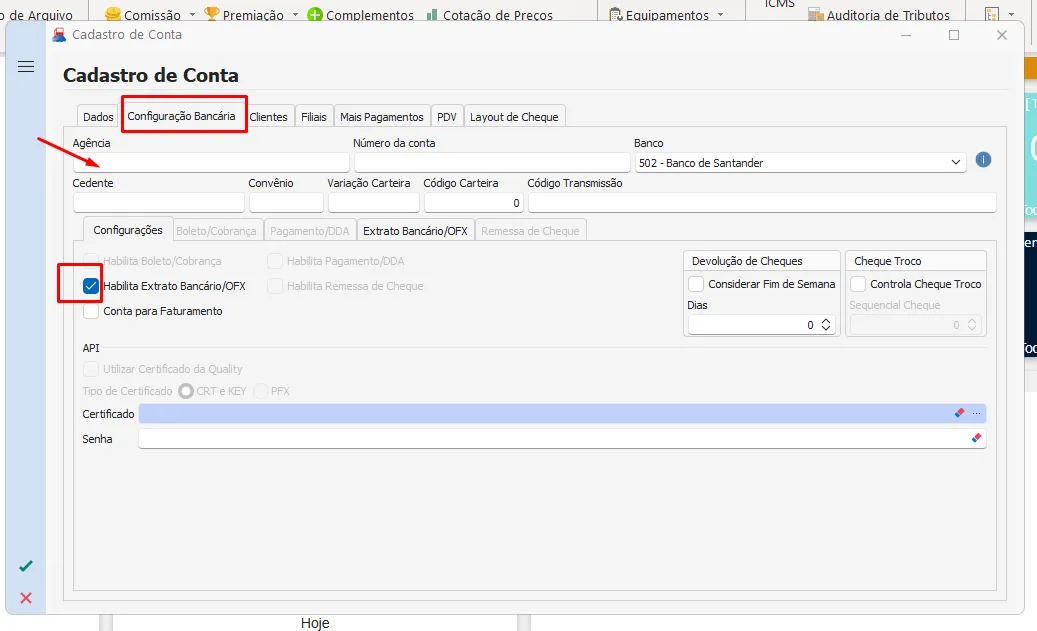 o de Arquivo Comissão Premiação Complementos Cotação de Preços Equipamentos ICMS Auditoria de Tributos
Cadastro de Conta
Cadastro de Conta
Dados Configuração Bancária Clientes Filiais Mais Pagamentos PDV Layout de Cheque
Agência Número da conta Banco
502 - Banco de Santander
Cedente Convênio Variação Carteira Código Carteira Código Transmissão
0
Configurações Boleto/Cobrança Pagamento/DDA Extrato Bancário/OFX Remessa de Cheque
Habilita Boleto/Cobrança Habilita Pagamento/DDA Devolução de Cheques Cheque Troco
Habilita Extrato Bancário/OFX Habilita Remessa de Cheque Considerar Fim de Semana Controla Cheque Troco
Dias Sequencial Cheque
Conta para Faturamento 0 0
API
Utilizar Certificado da Quality
Tipo de Certificado CRT e KEY PFX
Certificado ...
Senha
Hoje